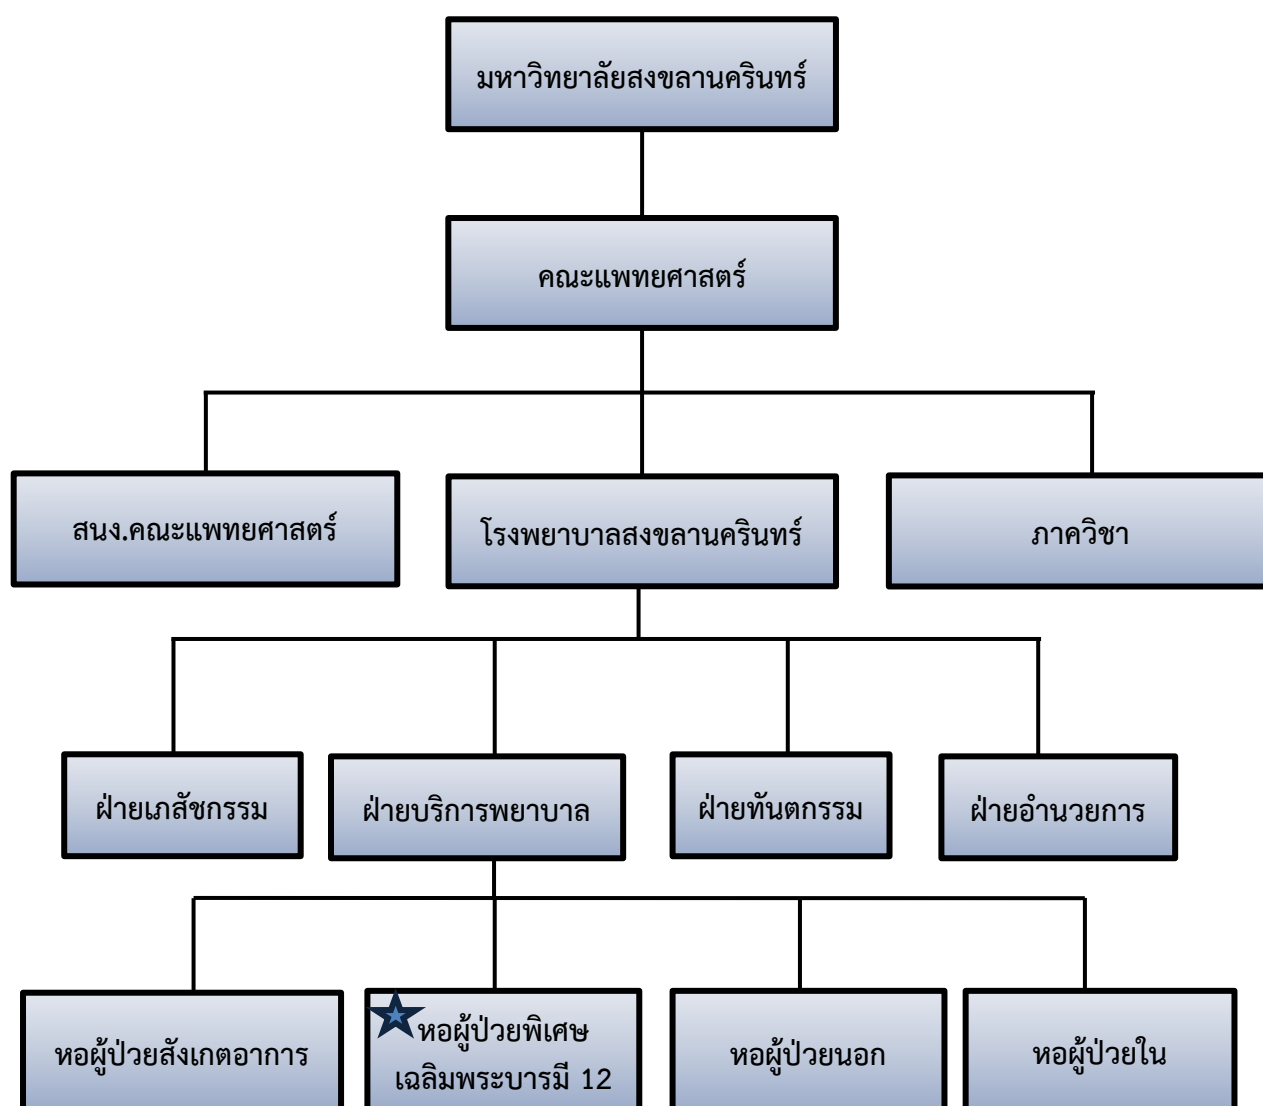 มหาวิทยาลัยสงขลานครินทร์
คณะแพทยศาสตร์
สนง.คณะแพทยศาสตร์
โรงพยาบาลสงขลานครินทร์
ภาควิชา
ฝ่ายเภสัชกรรม
ฝ่ายบริการพยาบาล
ฝ่ายทันตกรรม
ฝ่ายอำนวยการ
หอผู้ป่วยสังเกตอาการ
หอผู้ป่วยพิเศษ
เฉลิมพระบารมี 12
หอผู้ป่วยนอก
หอผู้ป่วยใน